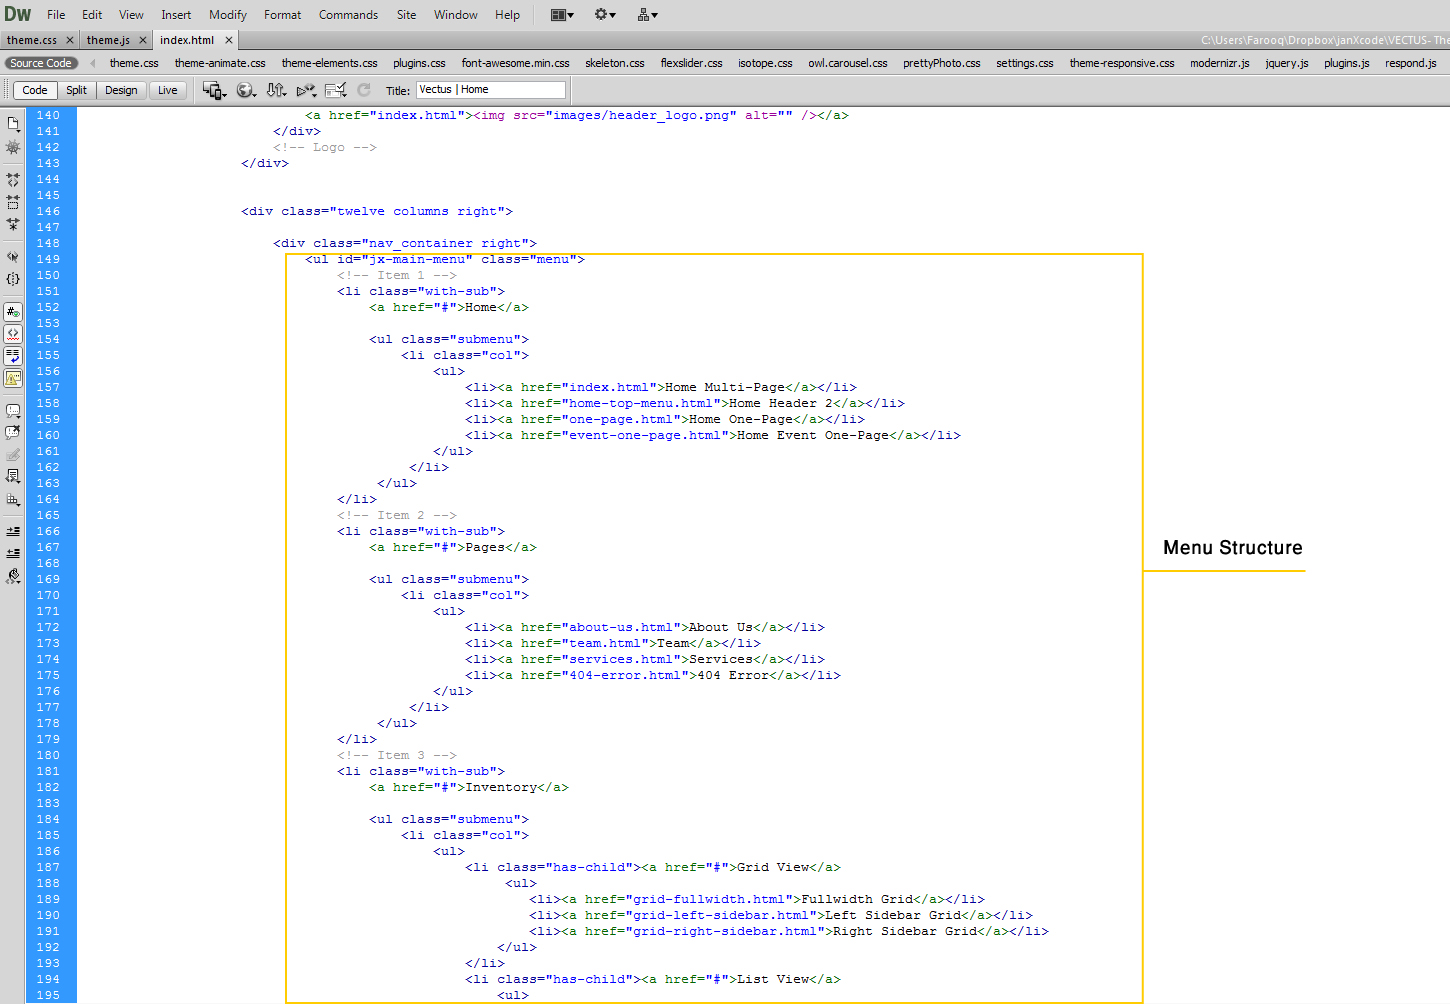 Dw File Edit View Insert Modify Format Commands Site Window Help
theme.css × theme.js × index.html × C:\Users\Farooq\Dropbox\janXcode\VECTUS- The
Source Code theme.css theme-animate.css theme-elements.css plugins.css font-awesome.min.css skeleton.css flexslider.css isotope.css owl.carousel.css prettyPhoto.css settings.css theme-responsive.css modernizr.js jquery.js plugins.js respond.js
Code Split Design Live Title: Vectus | Home
140 <a href="index.html"><img src="images/header_logo.png" alt="" /></a>
141 </div>
142 <!-- Logo -->
143 </div>
144
145
146 <div class="twelve columns right">
147
148 <div class="nav_container right">
149 <ul id="jx-main-menu" class="menu">
150 <!-- Item 1 -->
151 <li class="with-sub">
152 <a href="#">Home</a>
153
154 <ul class="submenu">
155 <li class="col">
156 <ul>
157 <li><a href="index.html">Home Multi-Page</a></li>
158 <li><a href="home-top-menu.html">Home Header 2</a></li>
159 <li><a href="one-page.html">Home One-Page</a></li>
160 <li><a href="event-one-page.html">Home Event One-Page</a></li>
161 </ul>
162 </li>
163 </ul>
164 </li>
165 <!-- Item 2 -->
166 <li class="with-sub">
167 <a href="#">Pages</a>
168
169 <ul class="submenu">
170 <li class="col">
171 <ul>
172 <li><a href="about-us.html">About Us</a></li>
173 <li><a href="team.html">Team</a></li>
174 <li><a href="services.html">Services</a></li>
175 <li><a href="404-error.html">404 Error</a></li>
176 </ul>
177 </li>
178 </ul>
179 </li>
180 <!-- Item 3 -->
181 <li class="with-sub">
182 <a href="#">Inventory</a>
183
184 <ul class="submenu">
185 <li class="col">
186 <ul>
187 <li class="has-child"><a href="#">Grid View</a>
188 <ul>
189 <li><a href="grid-fullwidth.html">Fullwidth Grid</a></li>
190 <li><a href="grid-left-sidebar.html">Left Sidebar Grid</a></li>
191 <li><a href="grid-right-sidebar.html">Right Sidebar Grid</a></li>
192 </ul>
193 </li>
194 <li class="has-child"><a href="#">List View</a>
195 <ul>
Menu Structure